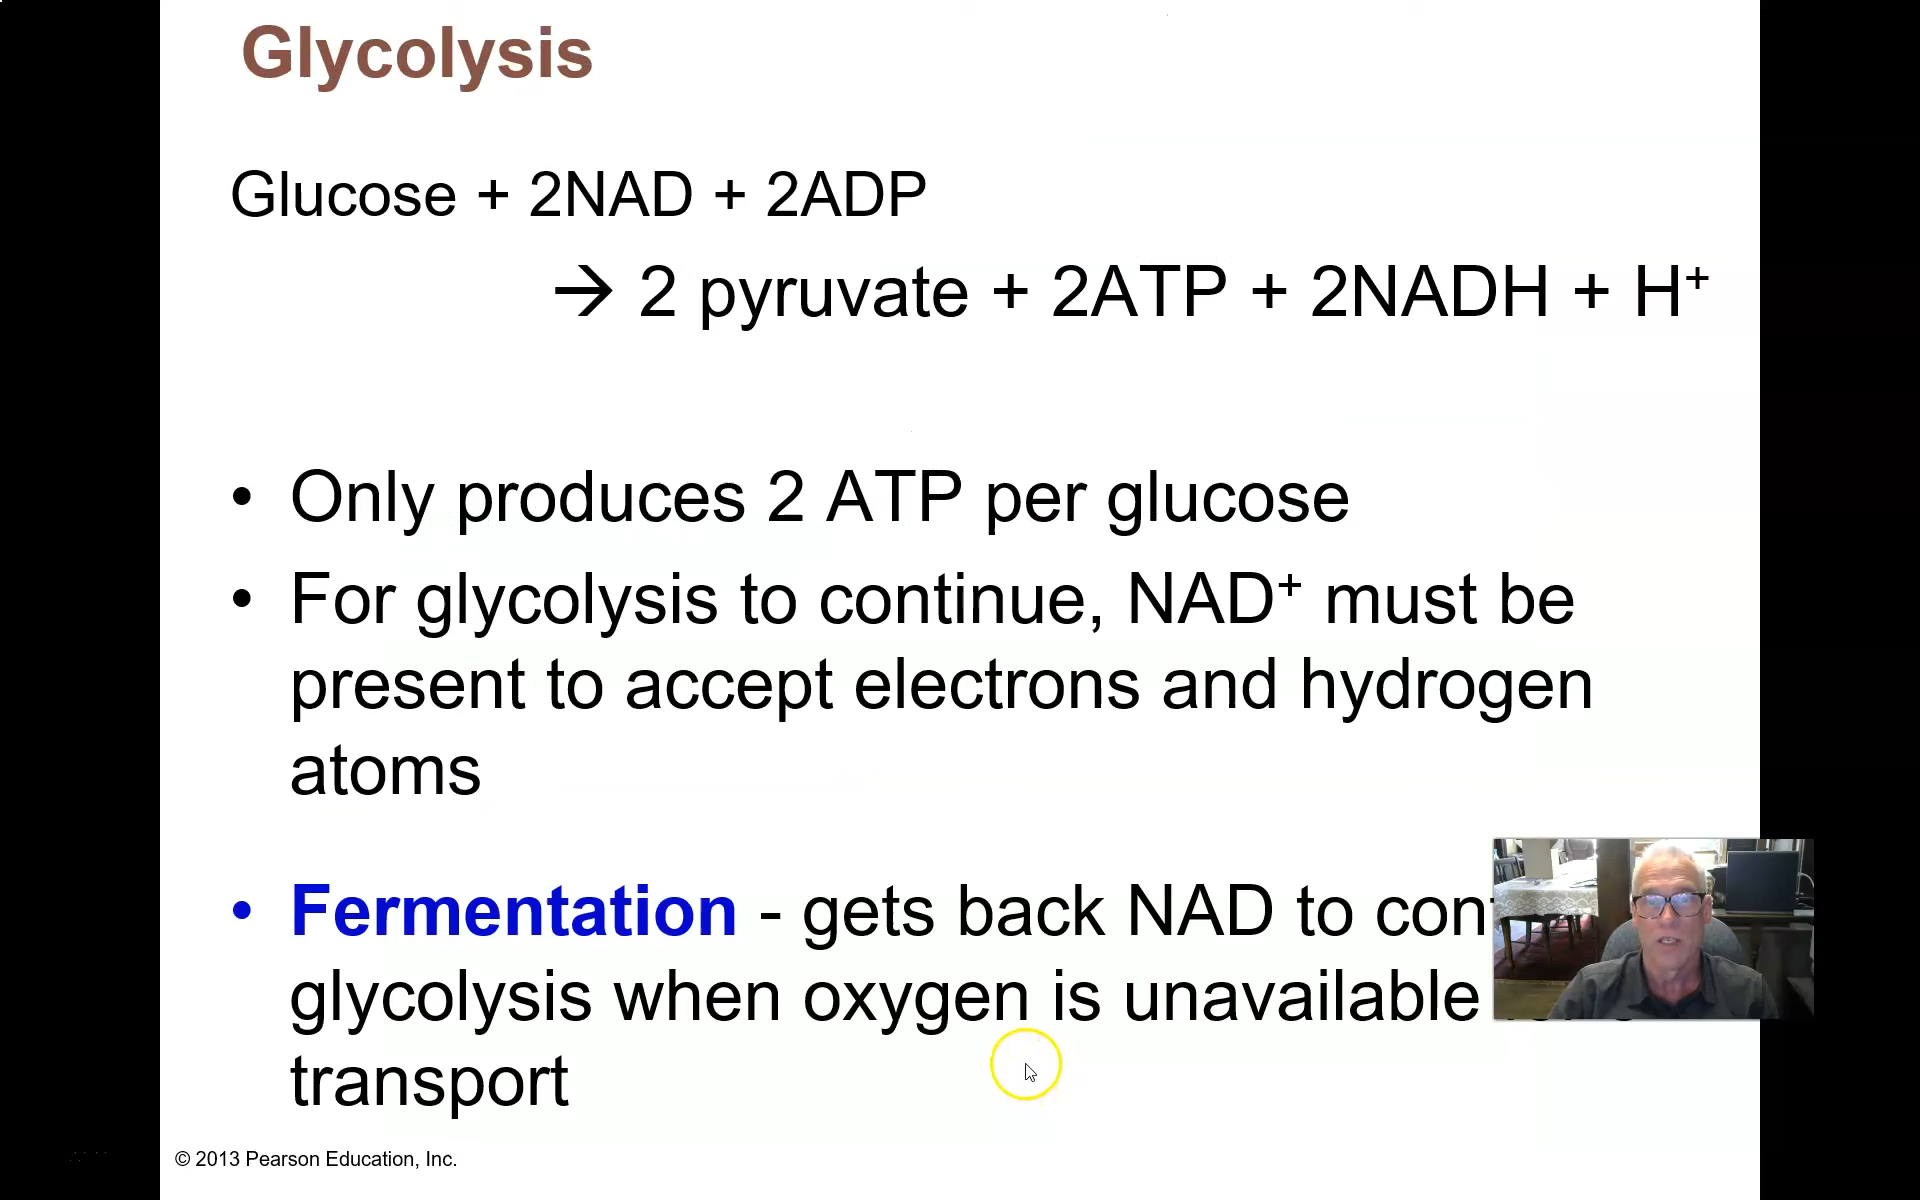 Glycolysis
Glucose + 2NAD + 2ADP
→ 2 pyruvate + 2ATP + 2NADH + H⁺
• Only produces 2 ATP per glucose
• For glycolysis to continue, NAD⁺ must be
present to accept electrons and hydrogen
atoms
• Fermentation - gets back NAD to
glycolysis when oxygen is unavailable
transport
© 2013 Pearson Education, Inc.